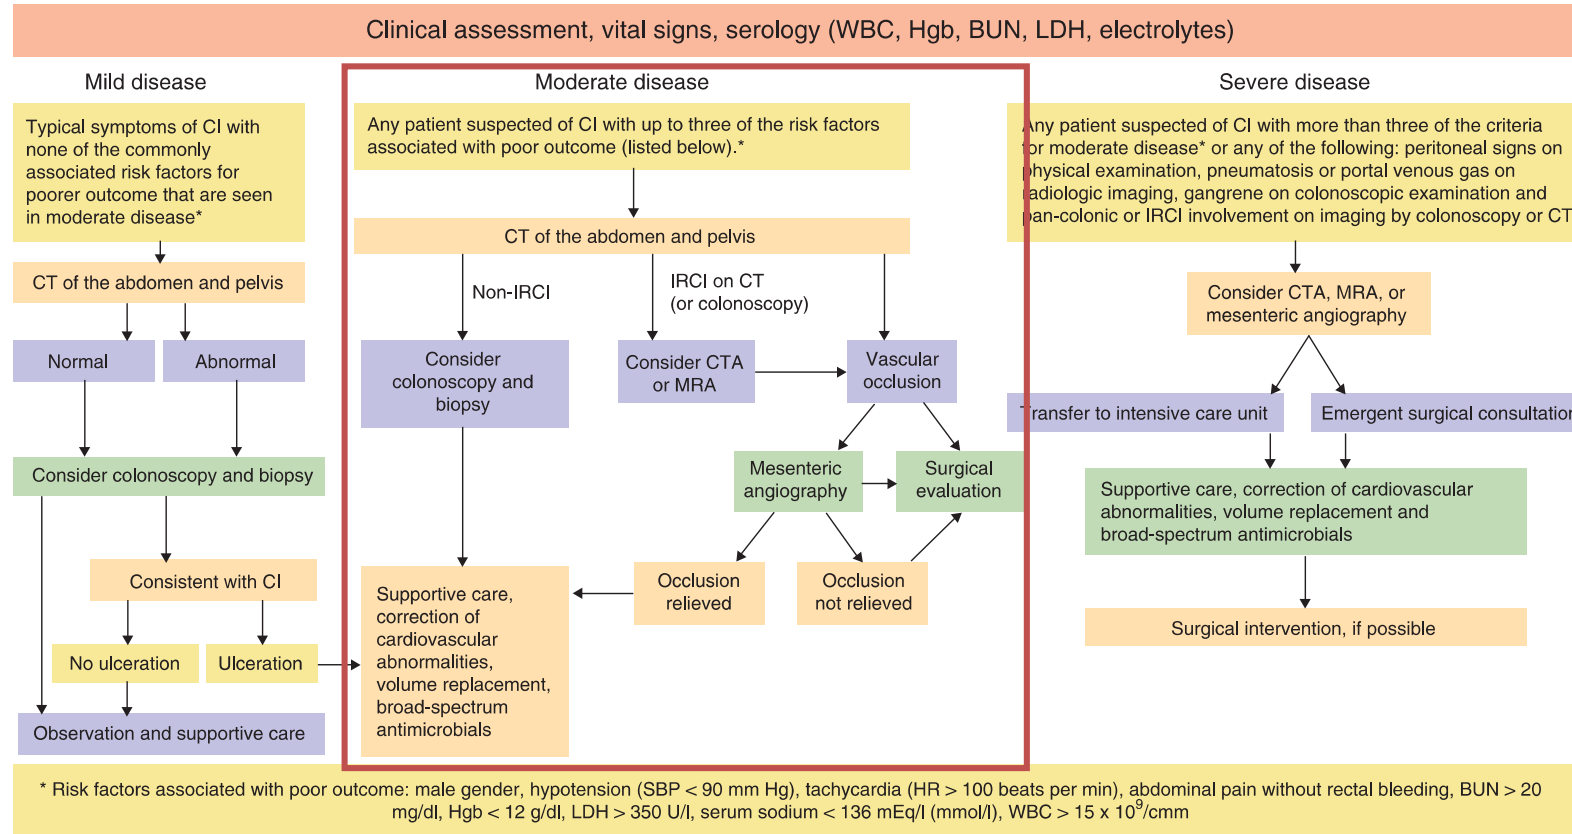 Clinical assessment, vital signs, serology (WBC, Hgb, BUN, LDH, electrolytes)
Mild disease
Typical symptoms of CI with
none of the commonly
associated risk factors for
poorer outcome that are seen
in moderate disease*
CT of the abdomen and pelvis
Normal
Abnormal
Consider colonoscopy and biopsy
Consistent with CI
No ulceration
Ulceration
Observation and supportive care
Moderate disease
Any patient suspected of CI with up to three of the risk factors
associated with poor outcome (listed below).*
CT of the abdomen and pelvis
Non-IRCI
IRCI on CT
(or colonoscopy)
Consider
colonoscopy and
biopsy
Consider CTA
or MRA
Vascular
occlusion
Mesenteric
angiography
Surgical
evaluation
Occlusion
relieved
Occlusion
not relieved
Supportive care,
correction of
cardiovascular
abnormalities,
volume replacement,
broad-spectrum
antimicrobials
Severe disease
Any patient suspected of CI with more than three of the criteria
for moderate disease* or any of the following: peritoneal signs on
physical examination, pneumatosis or portal venous gas on
radiologic imaging, gangrene on colonoscopic examination and
pan-colonic or IRCI involvement on imaging by colonoscopy or CT
Consider CTA, MRA, or
mesenteric angiography
Transfer to intensive care unit
Emergent surgical consultation
Supportive care, correction of cardiovascular
abnormalities, volume replacement and
broad-spectrum antimicrobials
Surgical intervention, if possible
* Risk factors associated with poor outcome: male gender, hypotension (SBP < 90 mm Hg), tachycardia (HR > 100 beats per min), abdominal pain without rectal bleeding, BUN > 20
mg/dl, Hgb < 12 g/dl, LDH > 350 U/l, serum sodium < 136 mEq/l (mmol/l), WBC > 15 x 10⁹/cmm